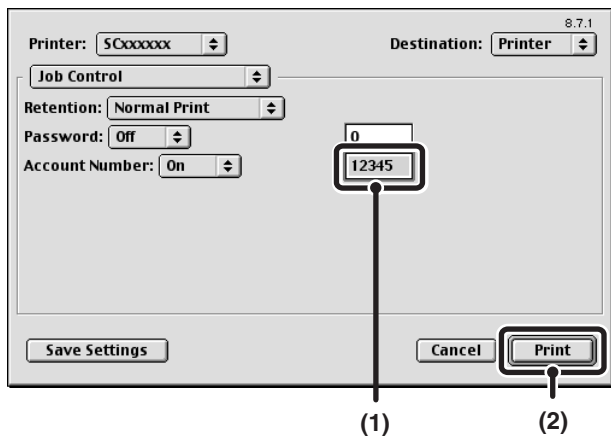 8.7.1
Printer: SCxxxxxx Destination: Printer
Job Control
Retention: Normal Print
Password: Off 0
Account Number: On 12345
Save Settings Cancel Print
(1) (2)